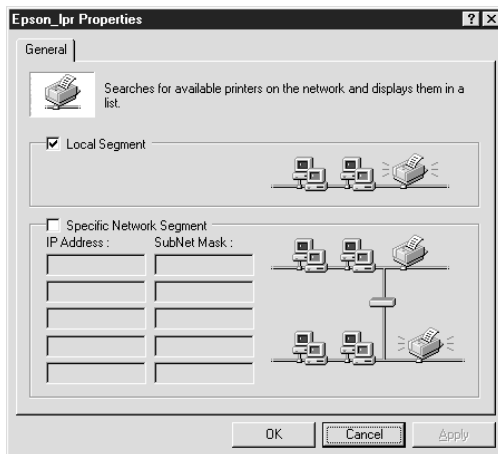 Epson_lpr Properties
General
Searches for available printers on the network and displays them in a
list.
Local Segment
Specific Network Segment
IP Address : SubNet Mask :
OK Cancel Apply